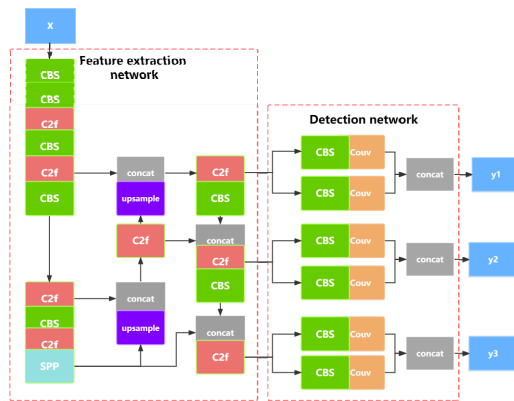 X
Feature extraction
network
CBS
CBS
C2f
CBS
C2f
CBS
C2f
CBS
C2f
SPP
concat
upsample
C2f
concat
upsample
C2f
CBS
concat
C2f
CBS
concat
C2f
Detection network
CBS Couv
CBS Couv
concat
y1
CBS Couv
CBS Couv
concat
y2
CBS Couv
CBS Couv
concat
y3